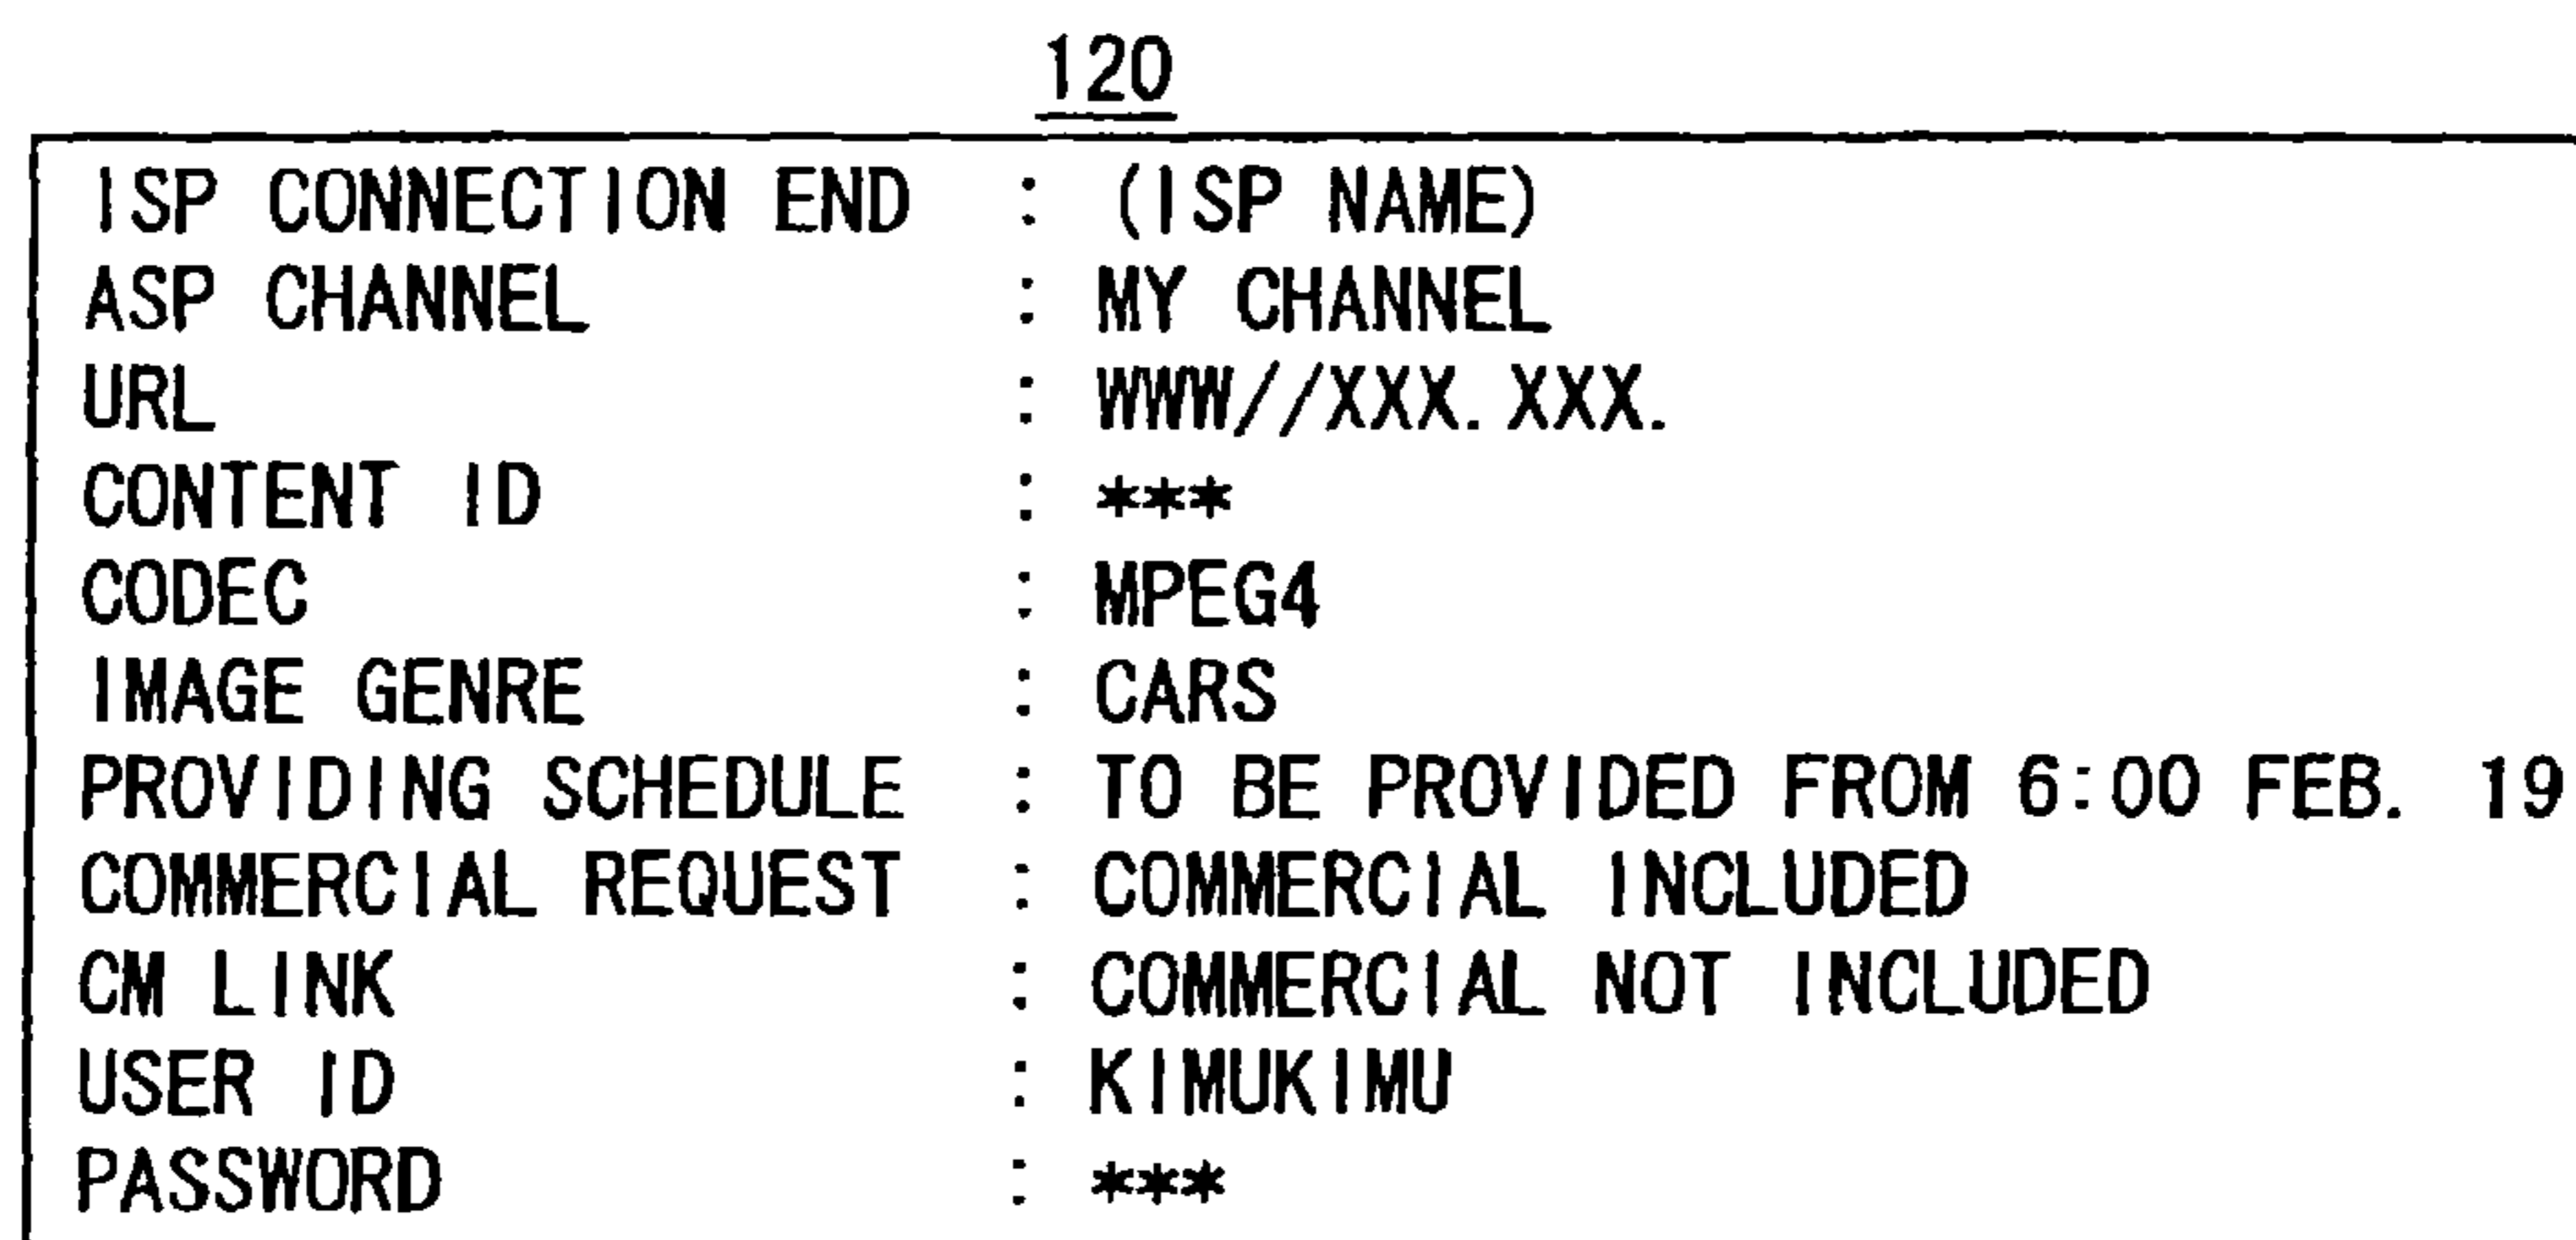 120
ISP CONNECTION END : (ISP NAME)
ASP CHANNEL : MY CHANNEL
URL : WWW//XXX.XXX.
CONTENT ID : ***
CODEC : MPEG4
IMAGE GENRE : CARS
PROVIDING SCHEDULE : TO BE PROVIDED FROM 6:00 FEB. 19
COMMERCIAL REQUEST : COMMERCIAL INCLUDED
CM LINK : COMMERCIAL NOT INCLUDED
USER ID : KIMUKIMU
PASSWORD : ***